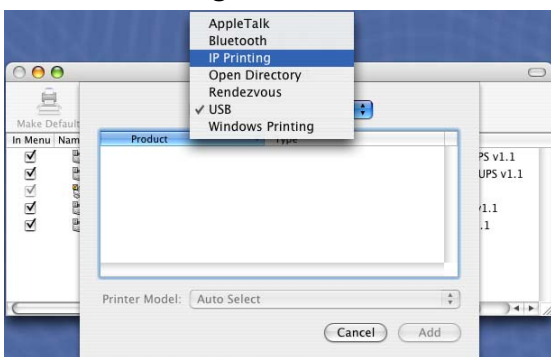 AppleTalk
Bluetooth
IP Printing
Open Directory
Rendezvous
✓ USB
Windows Printing
Make Default
In Menu Nam
Product Type
PS v1.1
UPS v1.1
v1.1
.1
Printer Model: Auto Select
Cancel Add